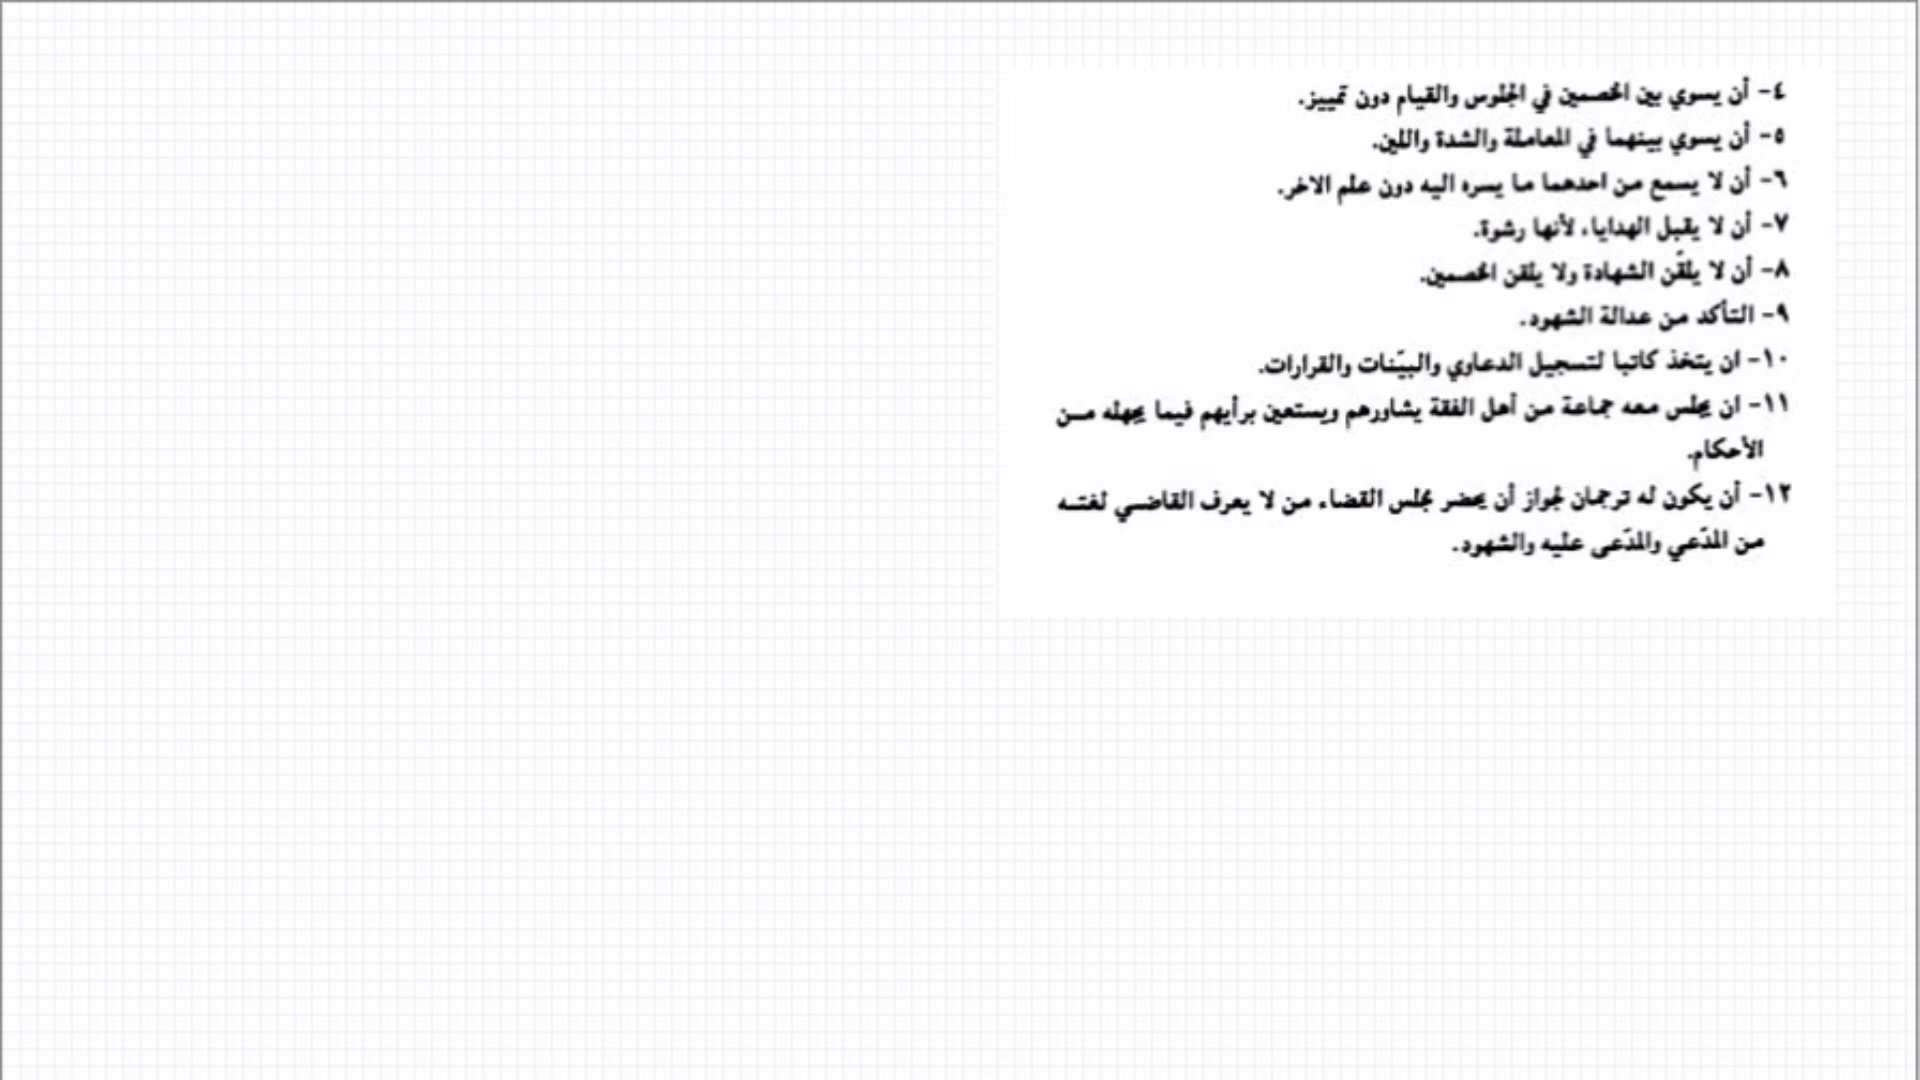 ٤- أن يسوي بين الخصمين في الجلوس والقيام دون تمييز.
٥- أن يسوي بينهما في المعاملة والشدة واللين.
٦- أن لا يسمع من احدهما ما يسره اليه دون علم الاخر.
٧- أن لا يقبل الهدايا، لأنها رشوة.
٨- أن لا يلقّن الشهادة ولا يلقن الخصمين.
٩- التأكد من عدالة الشهود.
١٠- ان يتخذ كاتبا لتسجيل الدعاوي والبيّنات والقرارات.
١١- ان يجلس معه جماعة من أهل الفقة يشاورهم ويستعين برأيهم فيما يجهله مــن
الأحكام.
١٢- أن يكون له ترجمان لجواز أن يحضر مجلس القضاء من لا يعرف القاضــي لغتــه
من المدّعي والمدّعى عليه والشهود.